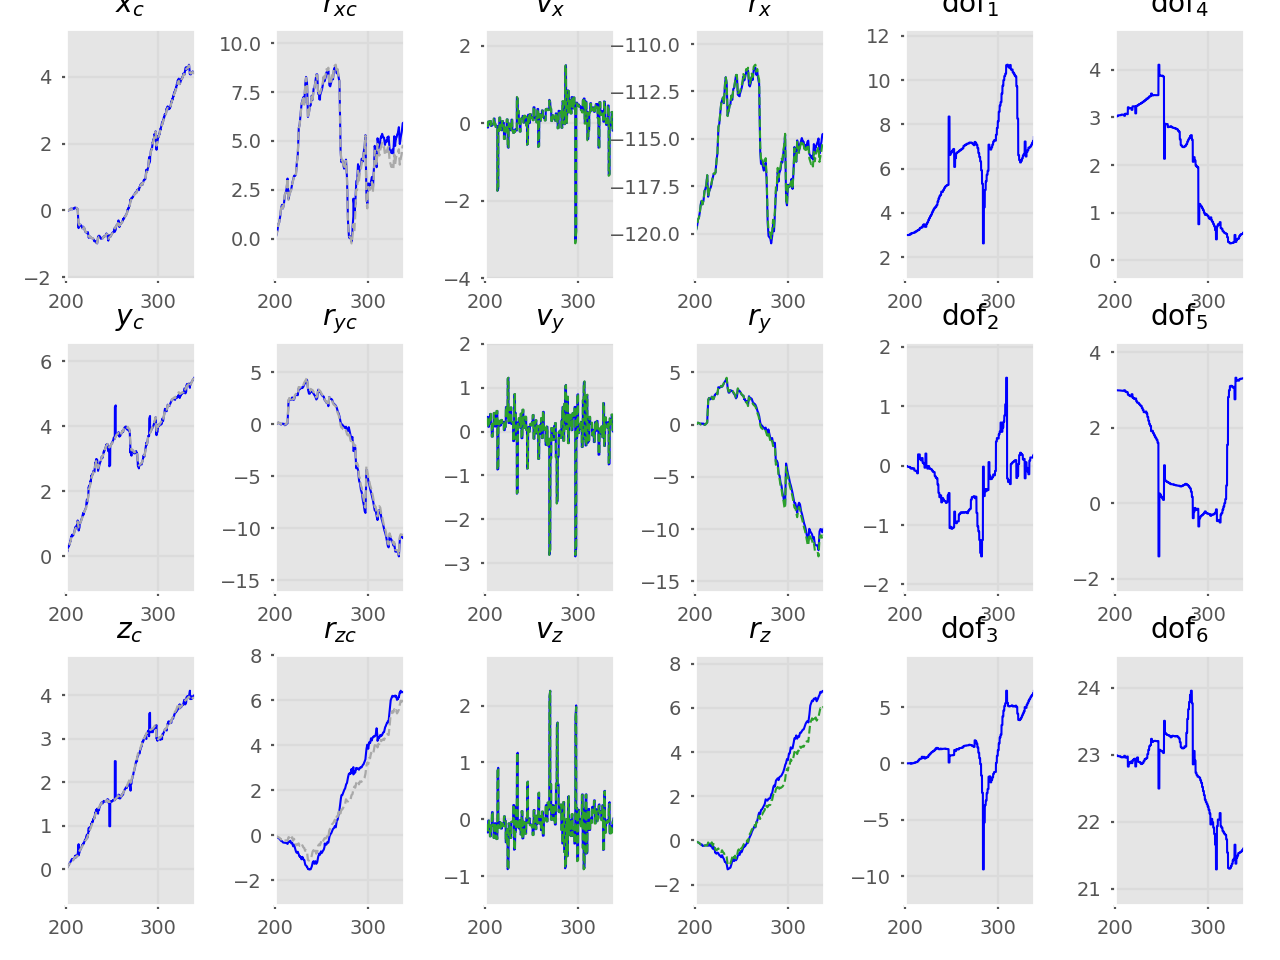 x_c r_xc v_x r_x dof_1 dof_4
4 2 0 −2 200 300
10.0 7.5 5.0 2.5 0.0 200 300
2 0 −2 −4 200 300
−110.0 −112.5 −115.0 −117.5 −120.0 200 300
12 10 8 6 4 2 200 300
4 3 2 1 0 200 300
y_c r_yc v_y r_y dof_2 dof_5
6 4 2 0 200 300
5 0 −5 −10 −15 200 300
2 1 0 −1 −2 −3 200 300
5 0 −5 −10 −15 200 300
2 1 0 −1 −2 200 300
4 2 0 −2 200 300
z_c r_zc v_z r_z dof_3 dof_6
4 3 2 1 0 200 300
8 6 4 2 0 −2 200 300
2 1 0 −1 200 300
8 6 4 2 0 −2 200 300
5 0 −5 −10 200 300
24 23 22 21 200 300